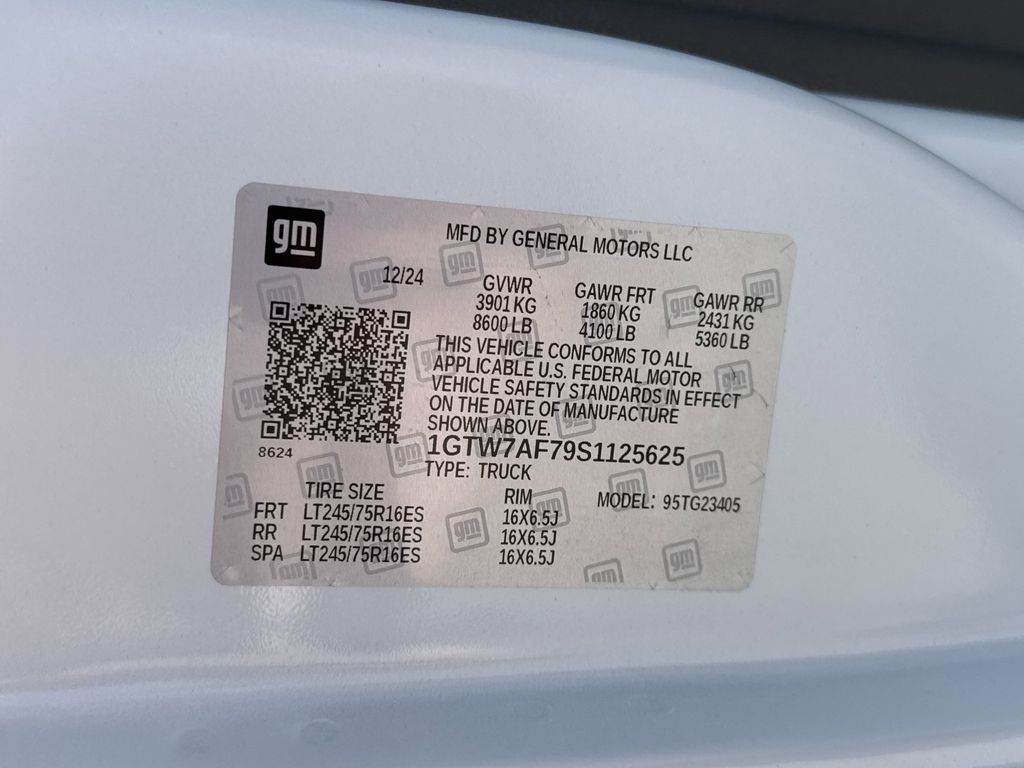 gm
MFD BY GENERAL MOTORS LLC
12/24
GVWR GAWR FRT GAWR RR
3901 KG 1860 KG 2431 KG
8600 LB 4100 LB 5360 LB
THIS VEHICLE CONFORMS TO ALL
APPLICABLE U.S. FEDERAL MOTOR
VEHICLE SAFETY STANDARDS IN EFFECT
ON THE DATE OF MANUFACTURE
SHOWN ABOVE.
8624
1GTW7AF79S1125625
TYPE: TRUCK
TIRE SIZE RIM MODEL: 95TG23405
FRT LT245/75R16ES 16X6.5J
RR LT245/75R16ES 16X6.5J
SPA LT245/75R16ES 16X6.5J